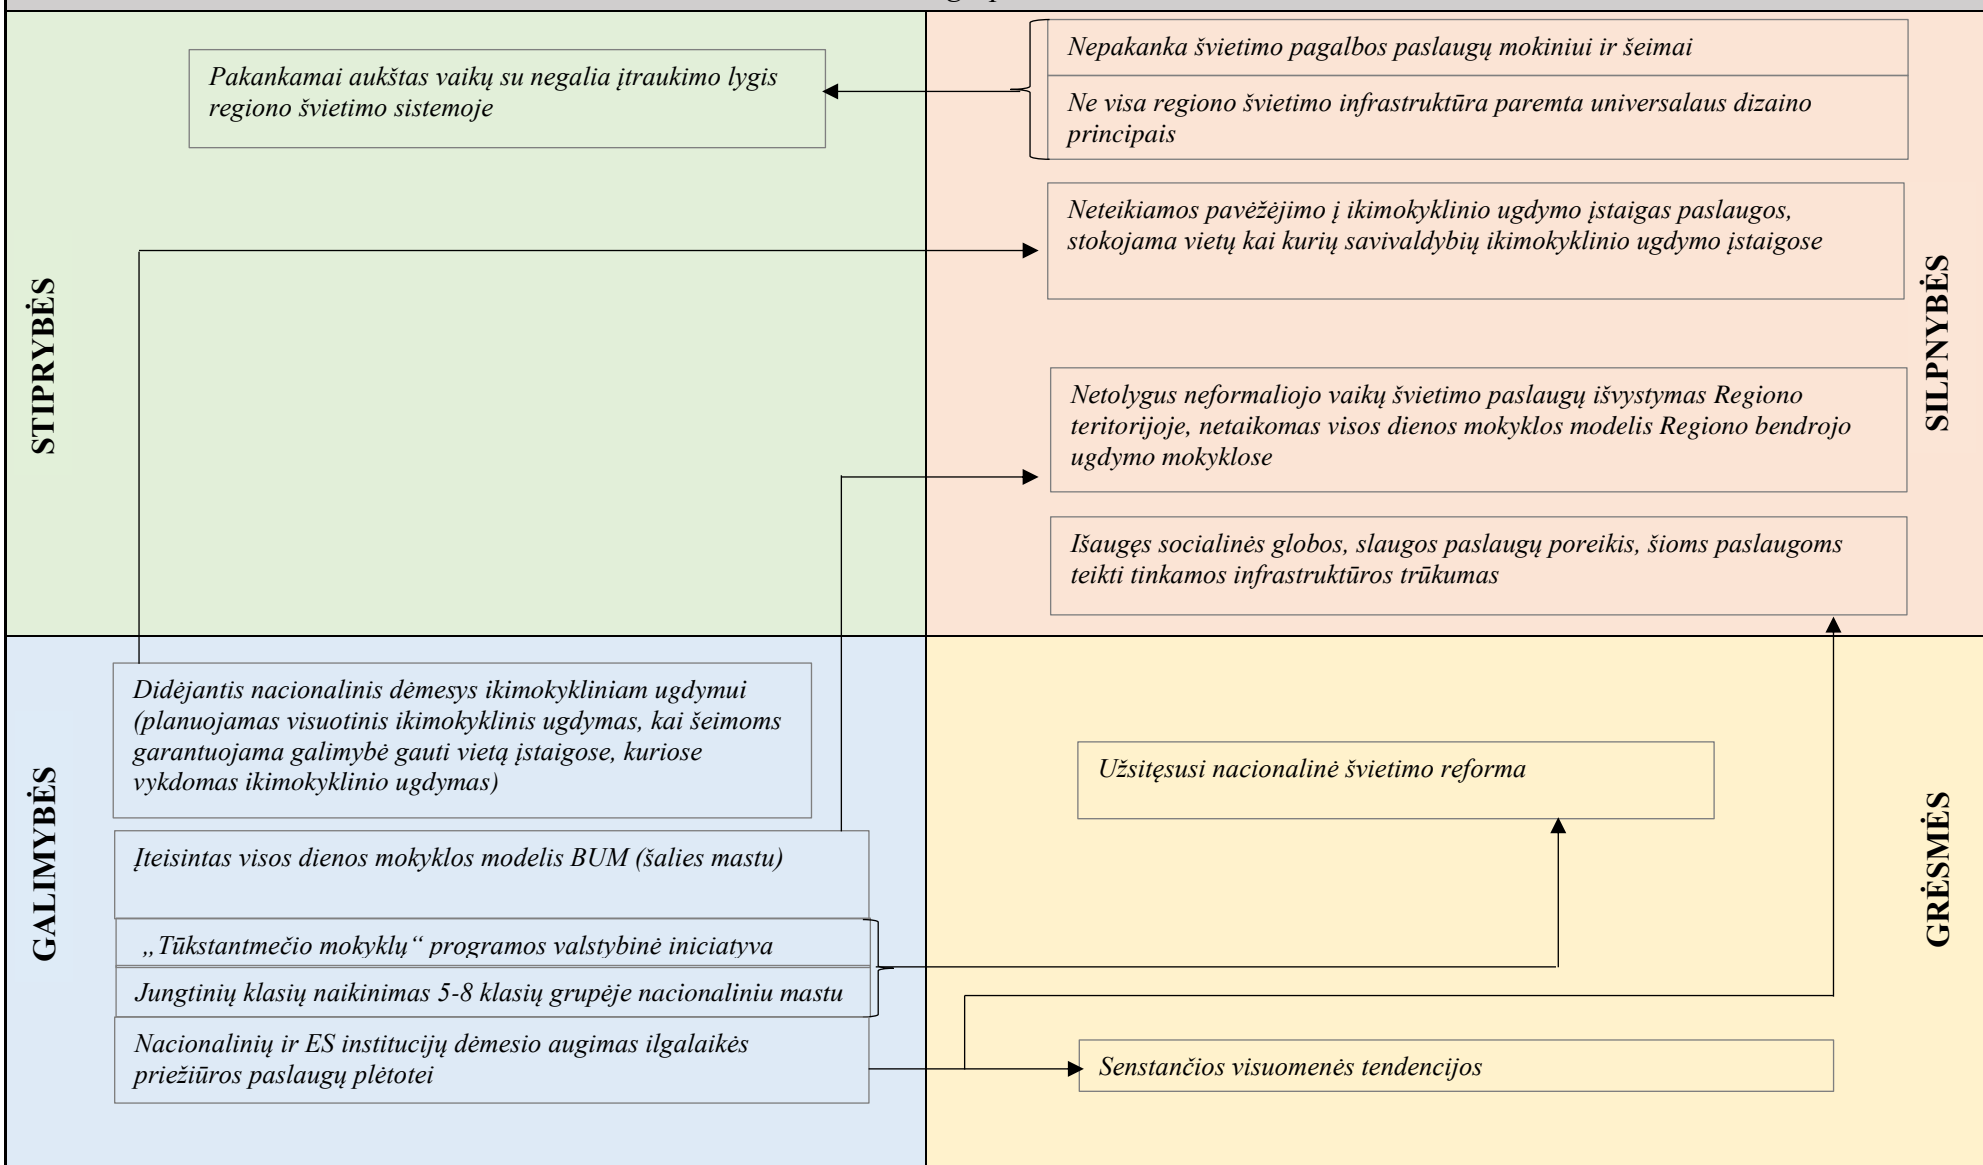 Pakankamai aukštas vaikų su negalia įtraukimo lygis
regiono švietimo sistemoje
STIPRYBĖS
Nepakanka švietimo pagalbos paslaugų mokiniui ir šeimai
Ne visa regiono švietimo infrastruktūra paremta universalaus dizaino
principais
Neteikiamos pavėžėjimo į ikimokyklinio ugdymo įstaigas paslaugos,
stokojama vietų kai kurių savivaldybių ikimokyklinio ugdymo įstaigose
Netolygus neformaliojo vaikų švietimo paslaugų išvystymas Regiono
teritorijoje, netaikomas visos dienos mokyklos modelis Regiono bendrojo
ugdymo mokyklose
Išaugęs socialinės globos, slaugos paslaugų poreikis, šioms paslaugoms
teikti tinkamos infrastruktūros trūkumas
SILPNYBĖS
GALIMYBĖS
Didėjantis nacionalinis dėmesys ikimokykliniam ugdymui
(planuojamas visuotinis ikimokyklinis ugdymas, kai šeimoms
garantuojama galimybė gauti vietą įstaigose, kuriose
vykdomas ikimokyklinio ugdymas)
Įteisintas visos dienos mokyklos modelis BUM (šalies mastu)
„Tūkstantmečio mokyklų“ programos valstybinė iniciatyva
Jungtinių klasių naikinimas 5-8 klasių grupėje nacionaliniu mastu
Nacionalinių ir ES institucijų dėmesio augimas ilgalaikės
priežiūros paslaugų plėtotei
Užsitęsusi nacionalinė švietimo reforma
Senstančios visuomenės tendencijos
GRĖSMĖS